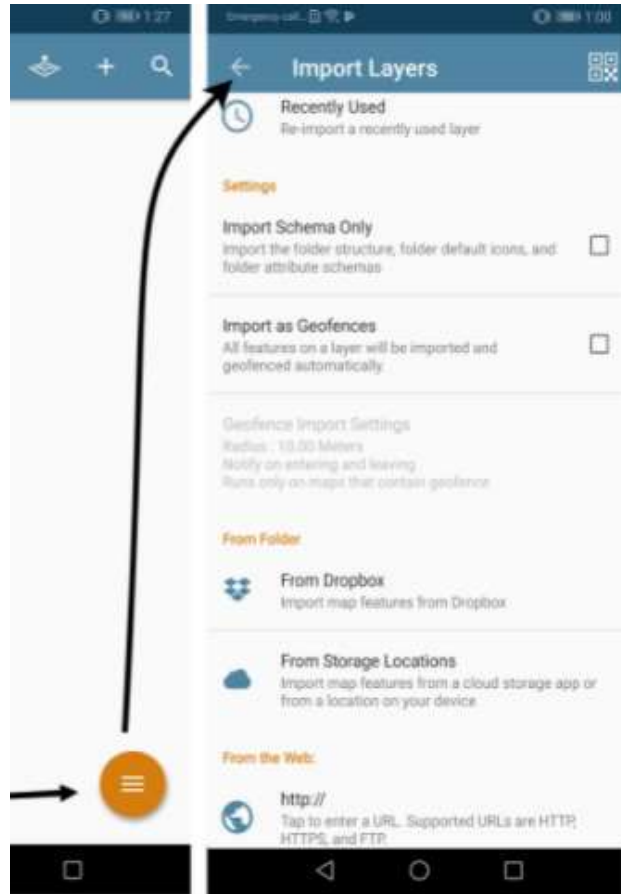 1:27
Emergency call...
1:00
Import Layers
Recently Used
Re-import a recently used layer
Settings
Import Schema Only
Import the folder structure, folder default icons, and
folder attribute schemas
Import as Geofences
All features on a layer will be imported and
geofenced automatically.
Geofence Import Settings
Radius : 10.00 Meters
Notify on entering and leaving
Runs only on maps that contain geofence
From Folder
From Dropbox
Import map features from Dropbox
From Storage Locations
Import map features from a cloud storage app or
from a location on your device
From the Web:
http://
Tap to enter a URL. Supported URLs are HTTP,
HTTPS, and FTP.